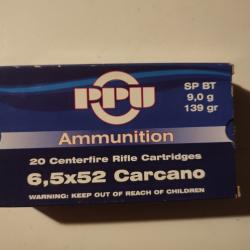 PPU
SP BT
9,0 g
139 gr
Ammunition
20 Centerfire Rifle Cartridges
6,5x52 Carcano
WARNING: KEEP OUT OF REACH OF CHILDREN